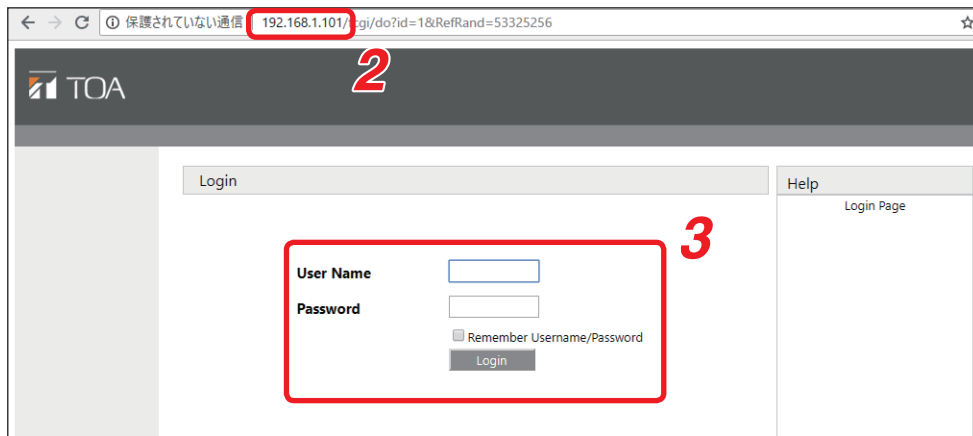 保護されていない通信 192.168.1.101/cgi/do?id=1&RefRand=53325256
2
TOA
Login
Help
Login Page
3
User Name
Password
Remember Username/Password
Login